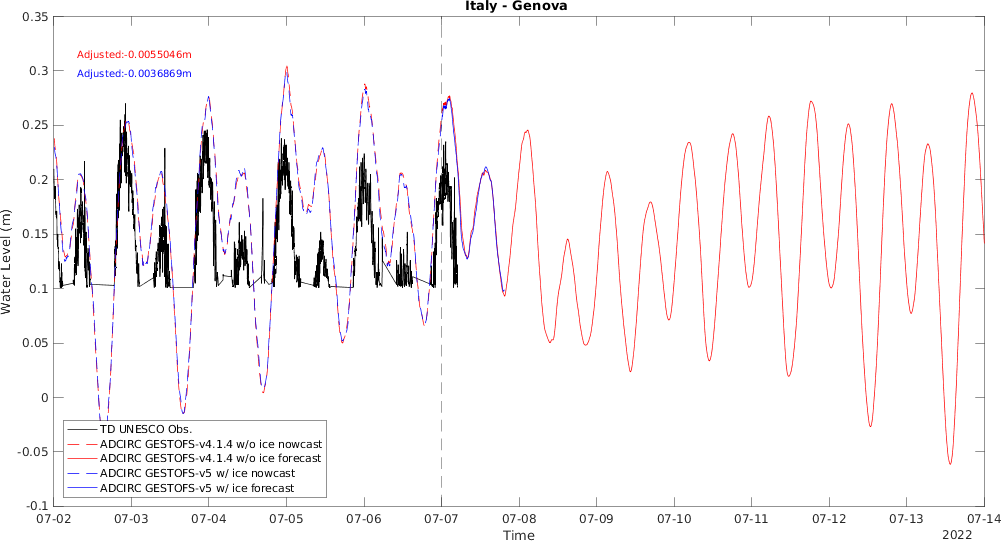 Italy - Genova
0.35
0.3
0.25
0.2
0.15
0.1
0.05
0
-0.05
-0.1
Water Level (m)
Adjusted:-0.0055046m
Adjusted:-0.0036869m
TD UNESCO Obs.
ADCIRC GESTOFS-v4.1.4 w/o ice nowcast
ADCIRC GESTOFS-v4.1.4 w/o ice forecast
ADCIRC GESTOFS-v5 w/ ice nowcast
ADCIRC GESTOFS-v5 w/ ice forecast
07-02 07-03 07-04 07-05 07-06 07-07 07-08 07-09 07-10 07-11 07-12 07-13 07-14
Time
2022